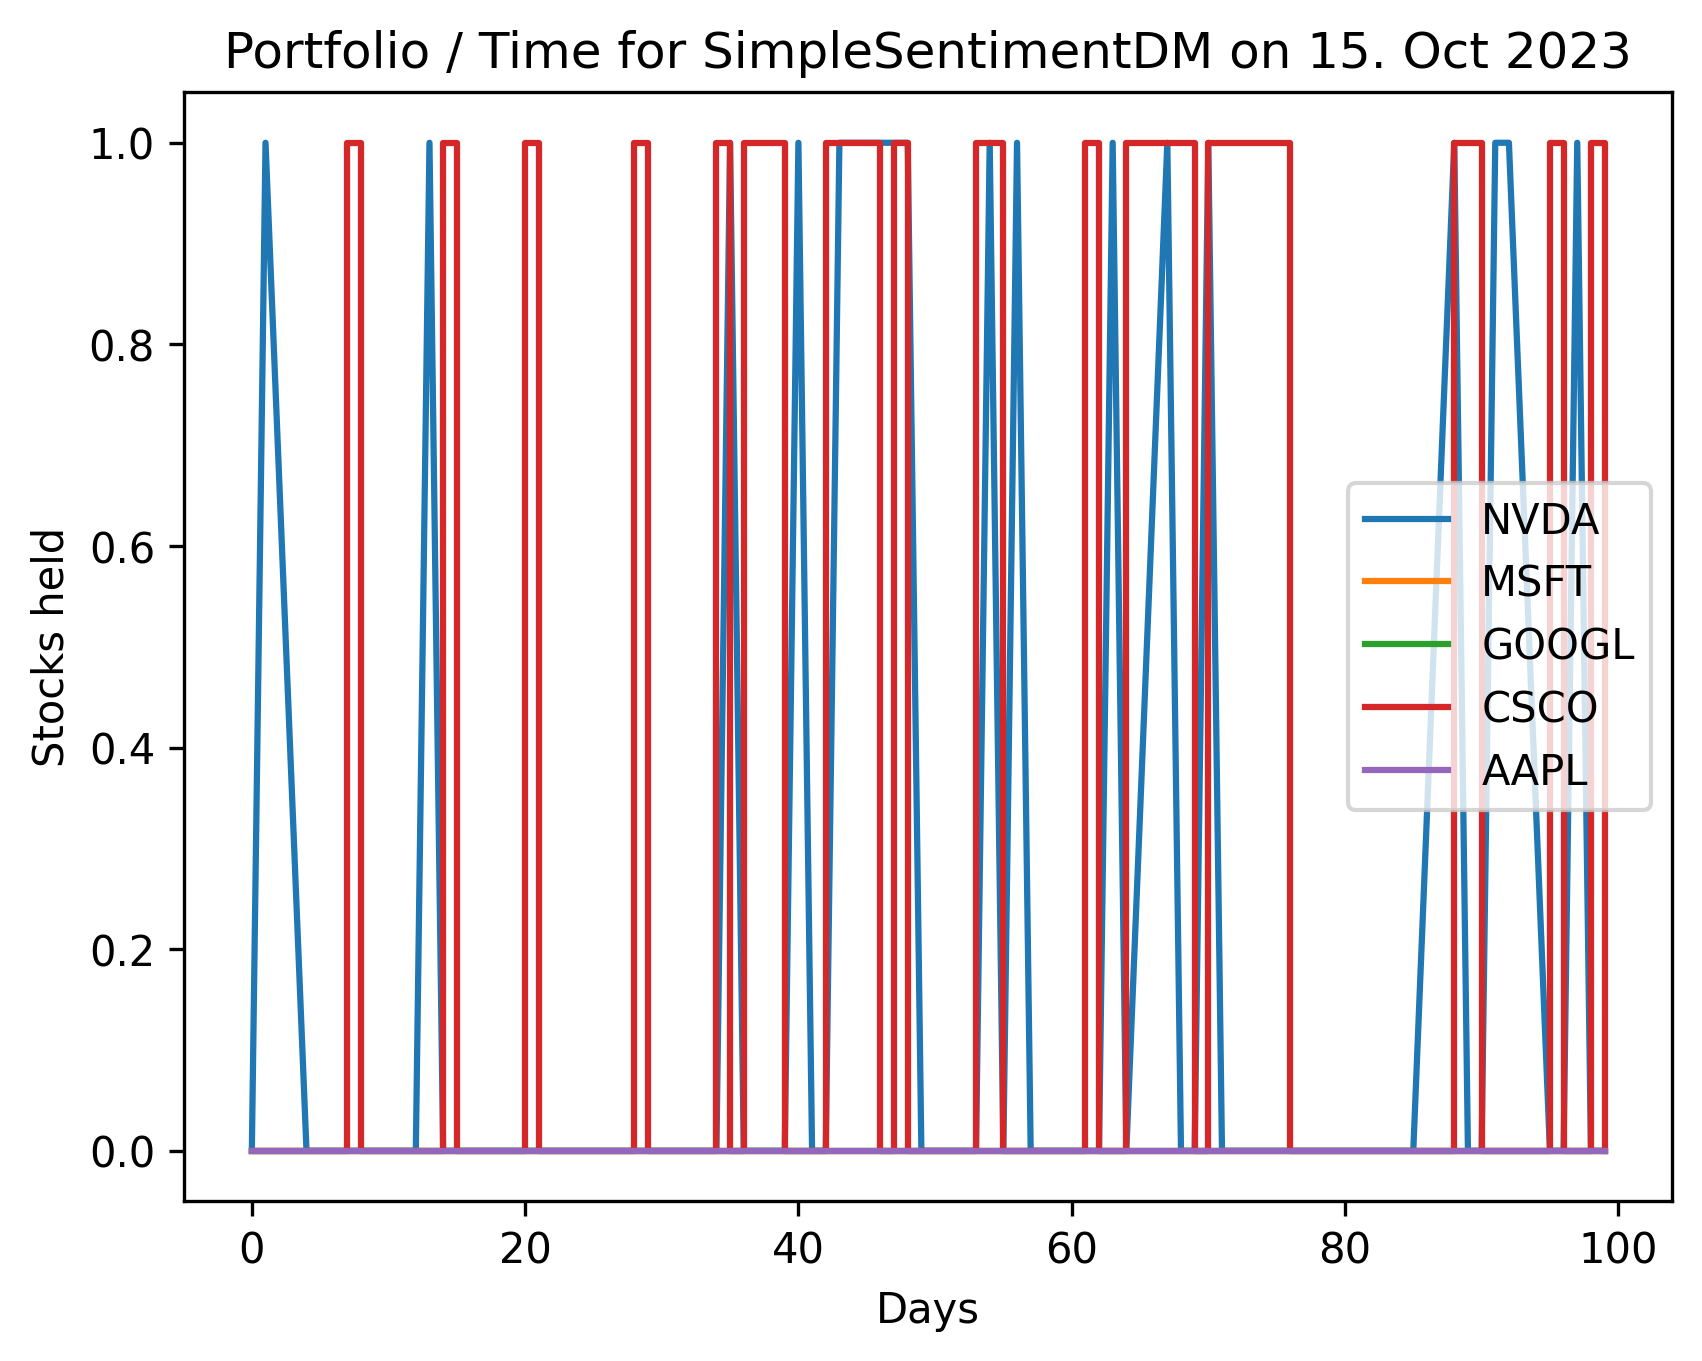 Portfolio / Time for SimpleSentimentDM on 15. Oct 2023
1.0
0.8
0.6
0.4
0.2
0.0
Stocks held
NVDA
MSFT
GOOGL
CSCO
AAPL
0 20 40 60 80 100
Days